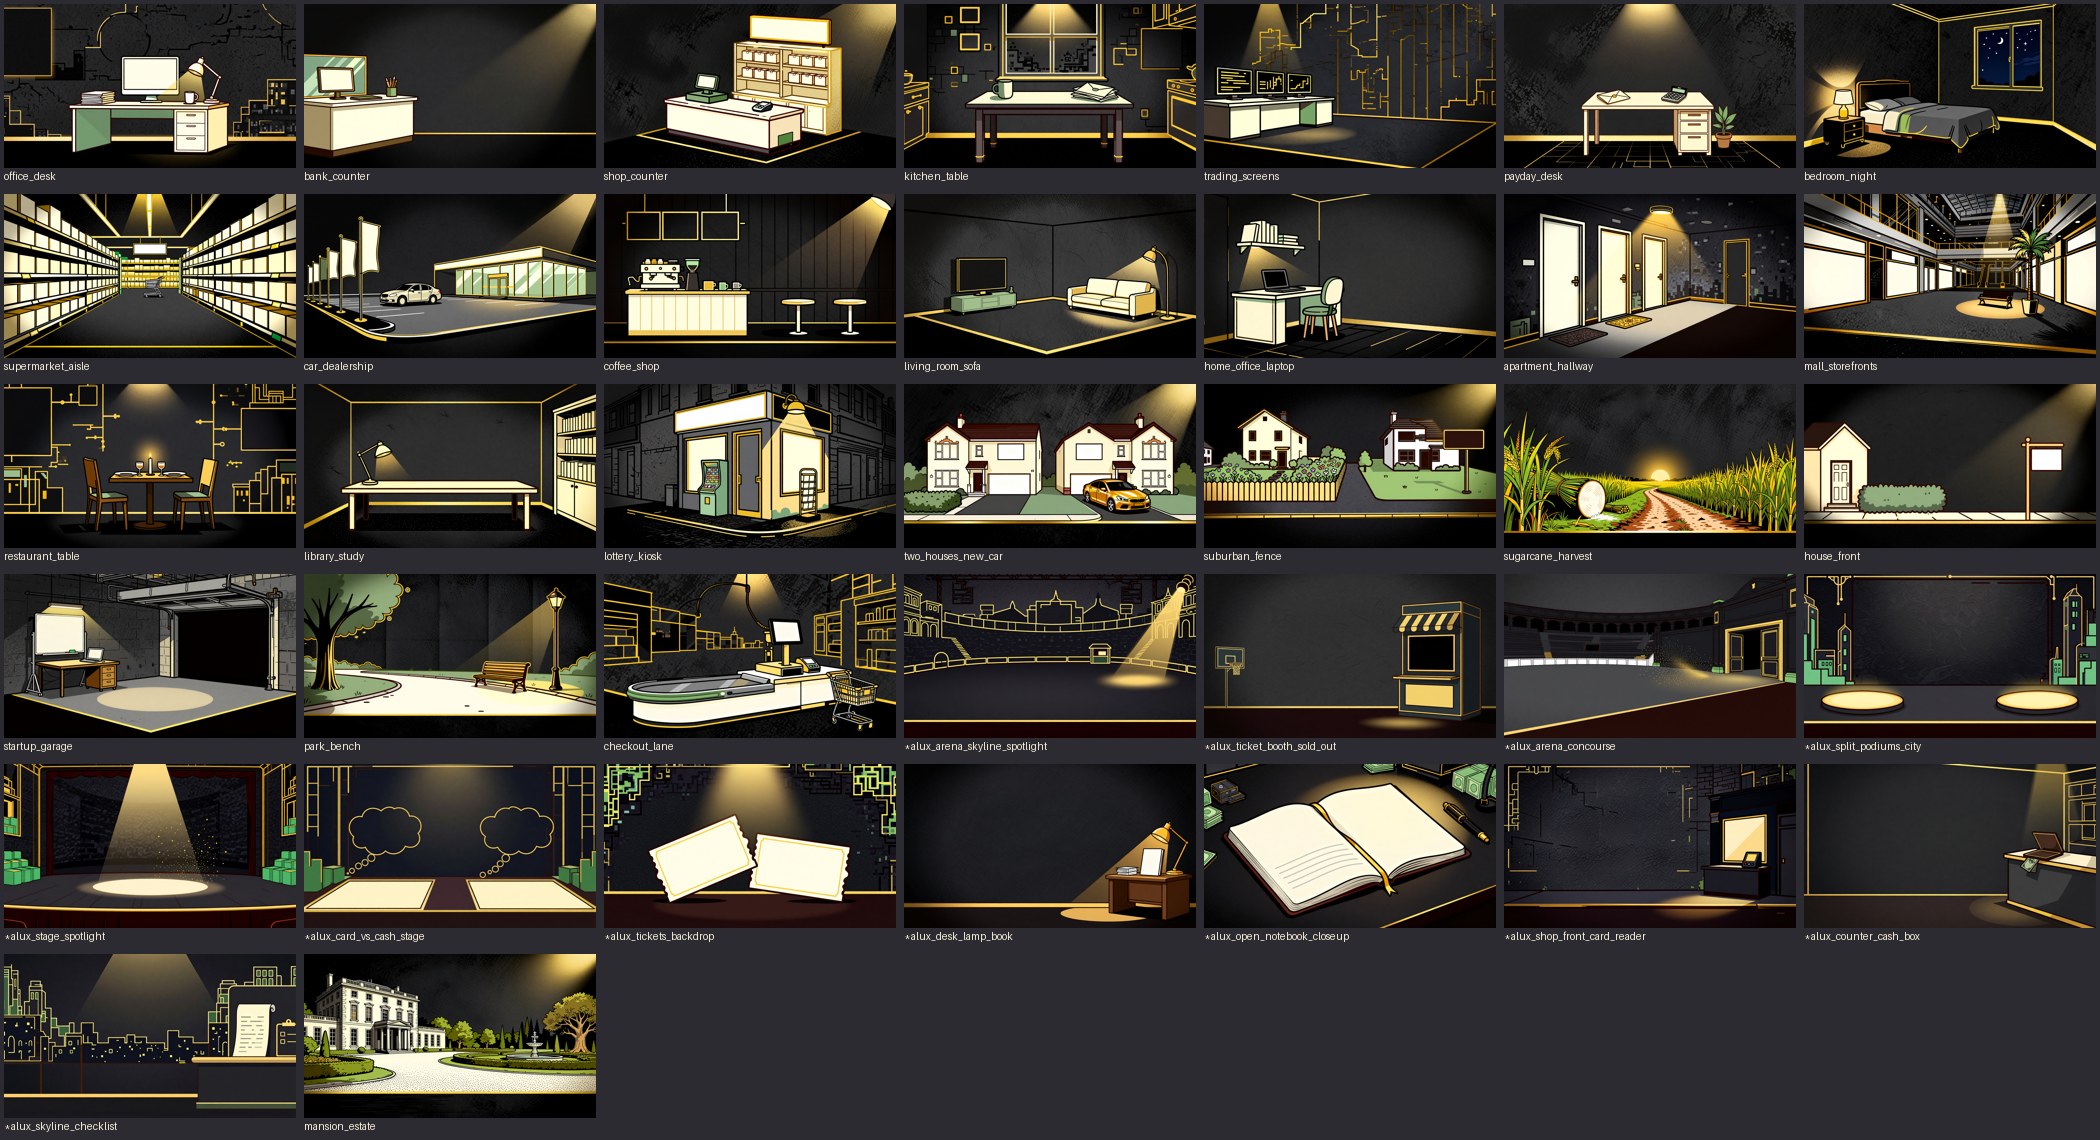 office_desk
bank_counter
shop_counter
kitchen_table
trading_screens
payday_desk
bedroom_night
supermarket_aisle
car_dealership
coffee_shop
living_room_sofa
home_office_laptop
apartment_hallway
mall_storefronts
restaurant_table
library_study
lottery_kiosk
two_houses_new_car
suburban_fence
sugarcane_harvest
house_front
startup_garage
park_bench
checkout_lane
*alux_arena_skyline_spotlight
*alux_ticket_booth_sold_out
*alux_arena_concourse
*alux_split_podiums_city
*alux_stage_spotlight
*alux_card_vs_cash_stage
*alux_tickets_backdrop
*alux_desk_lamp_book
*alux_open_notebook_closeup
*alux_shop_front_card_reader
*alux_counter_cash_box
*alux_skyline_checklist
mansion_estate